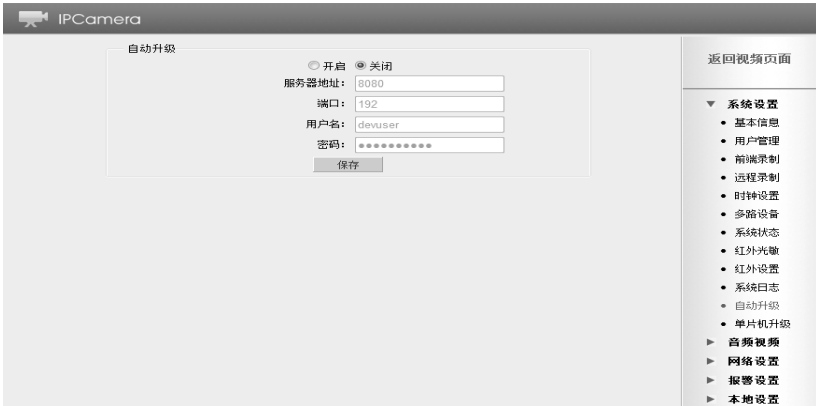 IPCamera
自动升级
开启 关闭
服务器地址： 8080
端口： 192
用户名： devuser
密码： ●●●●●●●●●●
保存
返回视频页面
系统设置
基本信息
用户管理
前端录制
远程录制
时钟设置
多路设备
系统状态
红外光敏
红外设置
系统日志
自动升级
单片机升级
音频视频
网络设置
报警设置
本地设置